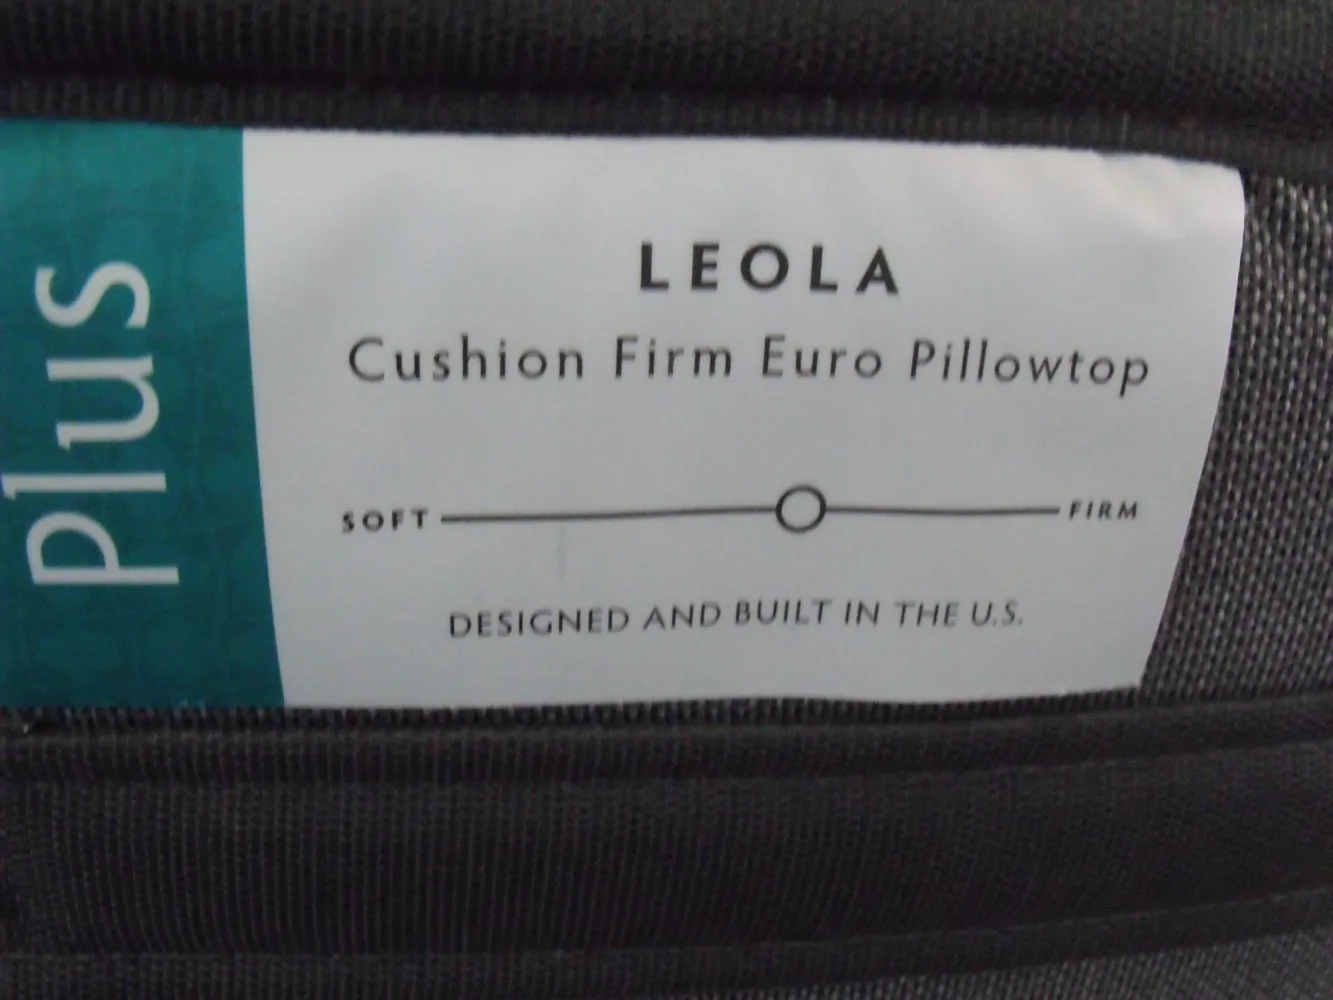 plus
LEOLA
Cushion Firm Euro Pillowtop
SOFT FIRM
DESIGNED AND BUILT IN THE U.S.